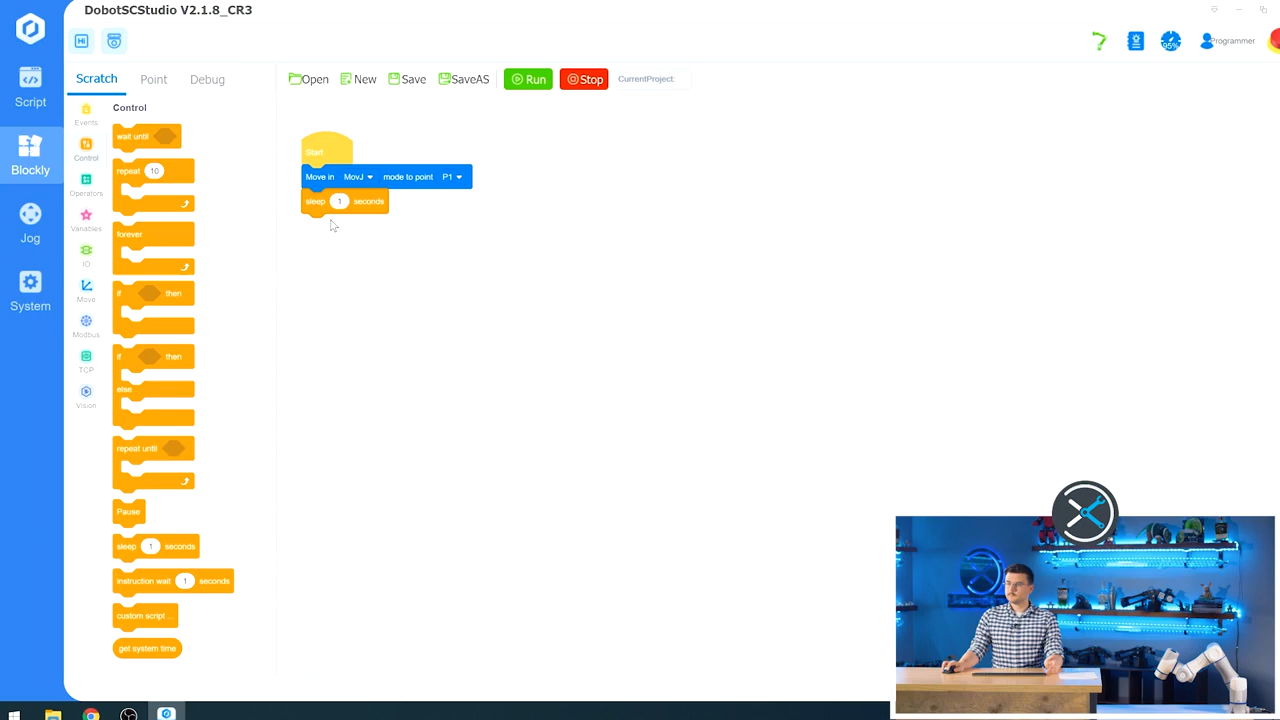 DobotSCStudio V2.1.8_CR3
95%
Programmer
Scratch Point Debug
Open New Save SaveAS Run Stop CurrentProject
Script
Blockly
Jog
System
Events
Control
Operators
Variables
IO
Move
Modbus
TCP
Vision
Control
wait until
repeat 10
forever
if then
if then
else
repeat until
Pause
sleep 1 seconds
instruction wait 1 seconds
custom script ...
get system time
Start
Move in MovJ mode to point P1
sleep 1 seconds